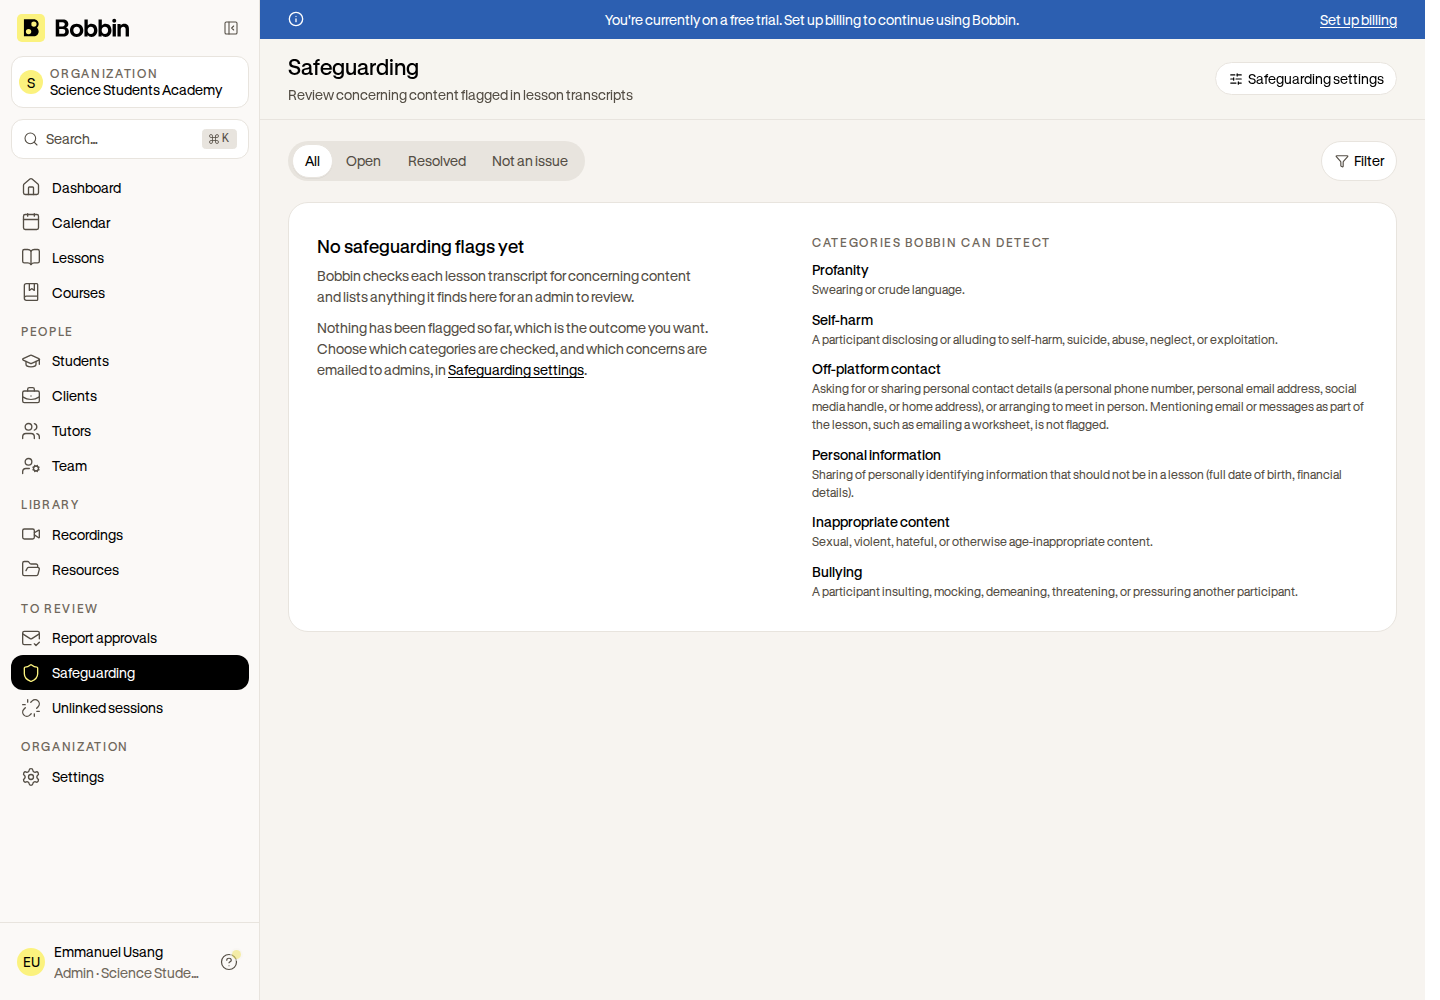 Bobbin
ORGANIZATION
S
Science Students Academy
Search...
⌘ K
Dashboard
Calendar
Lessons
Courses
PEOPLE
Students
Clients
Tutors
Team
LIBRARY
Recordings
Resources
TO REVIEW
Report approvals
Safeguarding
Unlinked sessions
ORGANIZATION
Settings
EU
Emmanuel Usang
Admin · Science Stude...
You're currently on a free trial. Set up billing to continue using Bobbin.
Set up billing
Safeguarding
Review concerning content flagged in lesson transcripts
Safeguarding settings
All
Open
Resolved
Not an issue
Filter
No safeguarding flags yet
Bobbin checks each lesson transcript for concerning content
and lists anything it finds here for an admin to review.
Nothing has been flagged so far, which is the outcome you want.
Choose which categories are checked, and which concerns are
emailed to admins, in Safeguarding settings.
CATEGORIES BOBBIN CAN DETECT
Profanity
Swearing or crude language.
Self-harm
A participant disclosing or alluding to self-harm, suicide, abuse, neglect, or exploitation.
Off-platform contact
Asking for or sharing personal contact details (a personal phone number, personal email address, social
media handle, or home address), or arranging to meet in person. Mentioning email or messages as part of
the lesson, such as emailing a worksheet, is not flagged.
Personal information
Sharing of personally identifying information that should not be in a lesson (full date of birth, financial
details).
Inappropriate content
Sexual, violent, hateful, or otherwise age-inappropriate content.
Bullying
A participant insulting, mocking, demeaning, threatening, or pressuring another participant.